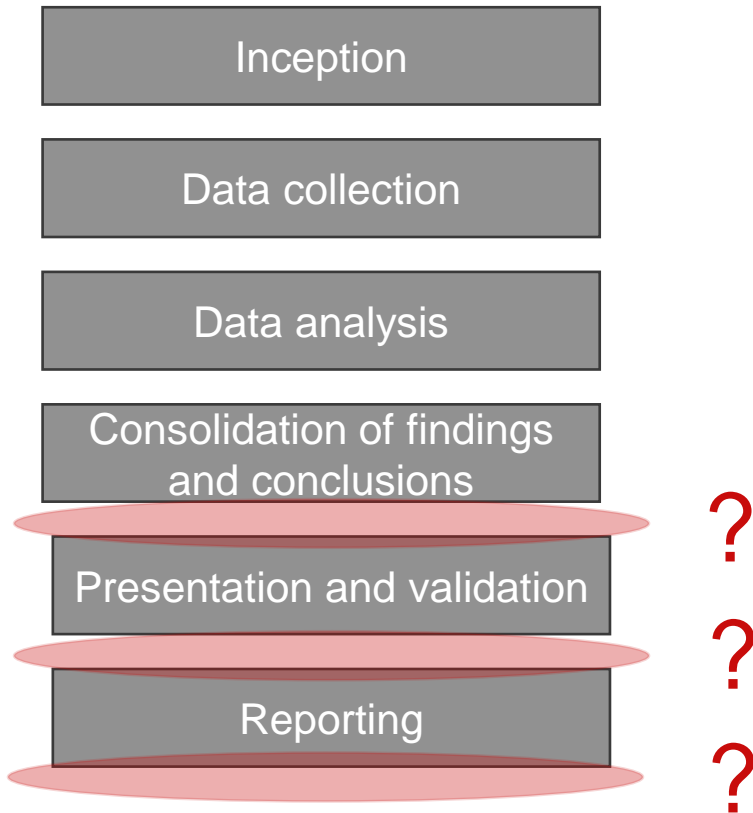 Inception
Data collection
Data analysis
Consolidation of findings
and conclusions
?
Presentation and validation
?
Reporting
?